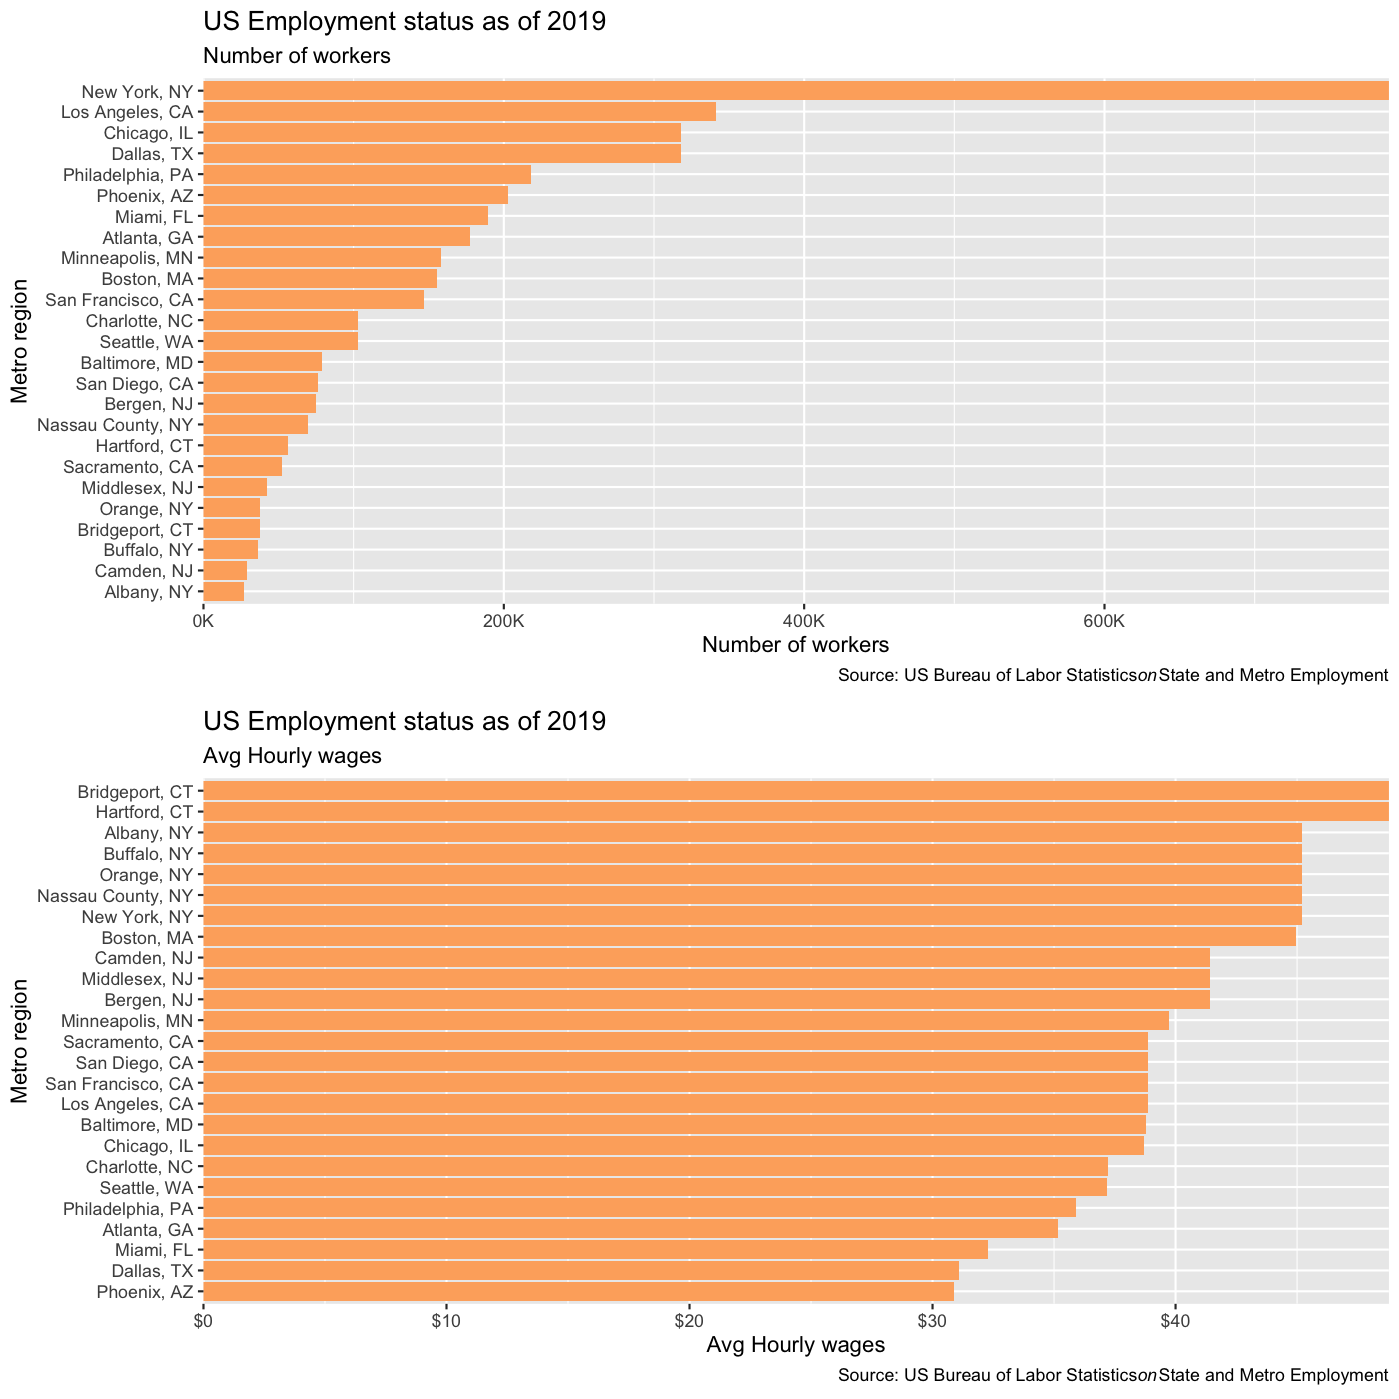 US Employment status as of 2019
Number of workers
New York, NY
Los Angeles, CA
Chicago, IL
Dallas, TX
Philadelphia, PA
Phoenix, AZ
Miami, FL
Atlanta, GA
Minneapolis, MN
Boston, MA
San Francisco, CA
Charlotte, NC
Seattle, WA
Baltimore, MD
San Diego, CA
Bergen, NJ
Nassau County, NY
Hartford, CT
Sacramento, CA
Middlesex, NJ
Orange, NY
Bridgeport, CT
Buffalo, NY
Camden, NJ
Albany, NY
Metro region
0K 200K 400K 600K
Number of workers
Source: US Bureau of Labor StatisticsonState and Metro Employment
US Employment status as of 2019
Avg Hourly wages
Bridgeport, CT
Hartford, CT
Albany, NY
Buffalo, NY
Orange, NY
Nassau County, NY
New York, NY
Boston, MA
Camden, NJ
Middlesex, NJ
Bergen, NJ
Minneapolis, MN
Sacramento, CA
San Diego, CA
San Francisco, CA
Los Angeles, CA
Baltimore, MD
Chicago, IL
Charlotte, NC
Seattle, WA
Philadelphia, PA
Atlanta, GA
Miami, FL
Dallas, TX
Phoenix, AZ
Metro region
$0 $10 $20 $30 $40
Avg Hourly wages
Source: US Bureau of Labor StatisticsonState and Metro Employment